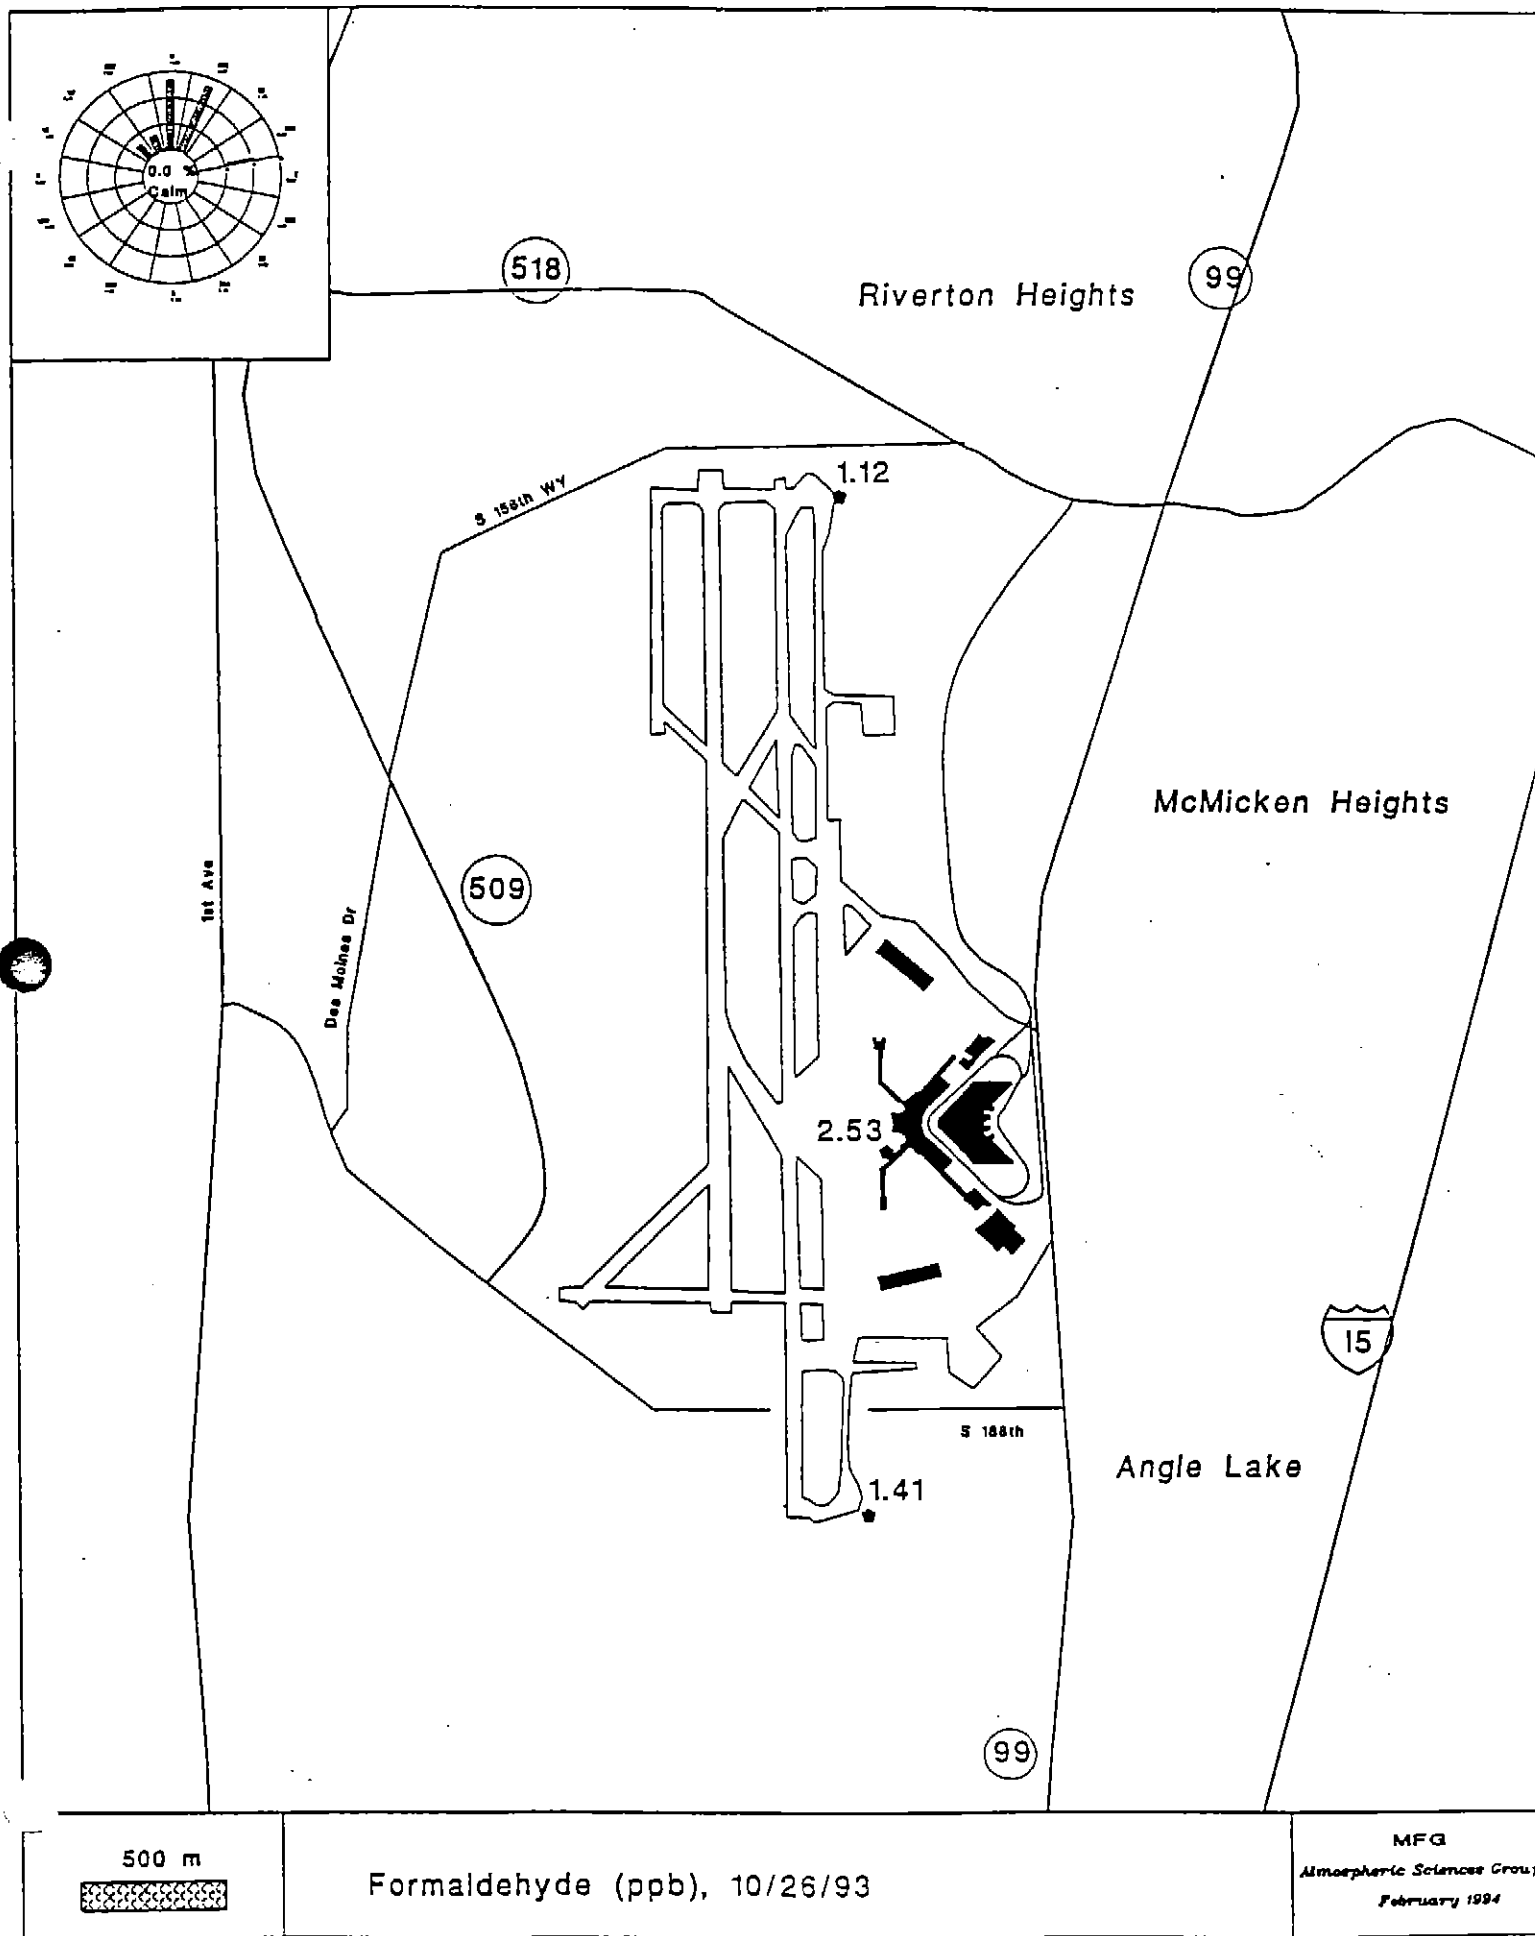 0.0 %
Calm
518
Riverton Heights
99
1.12
S 156th WY
McMicken Heights
1st Ave
509
Des Moines Dr
2.53
15
S 188th
Angle Lake
1.41
99
500 m
Formaldehyde (ppb), 10/26/93
MFG
Atmospheric Sciences Group
February 1994